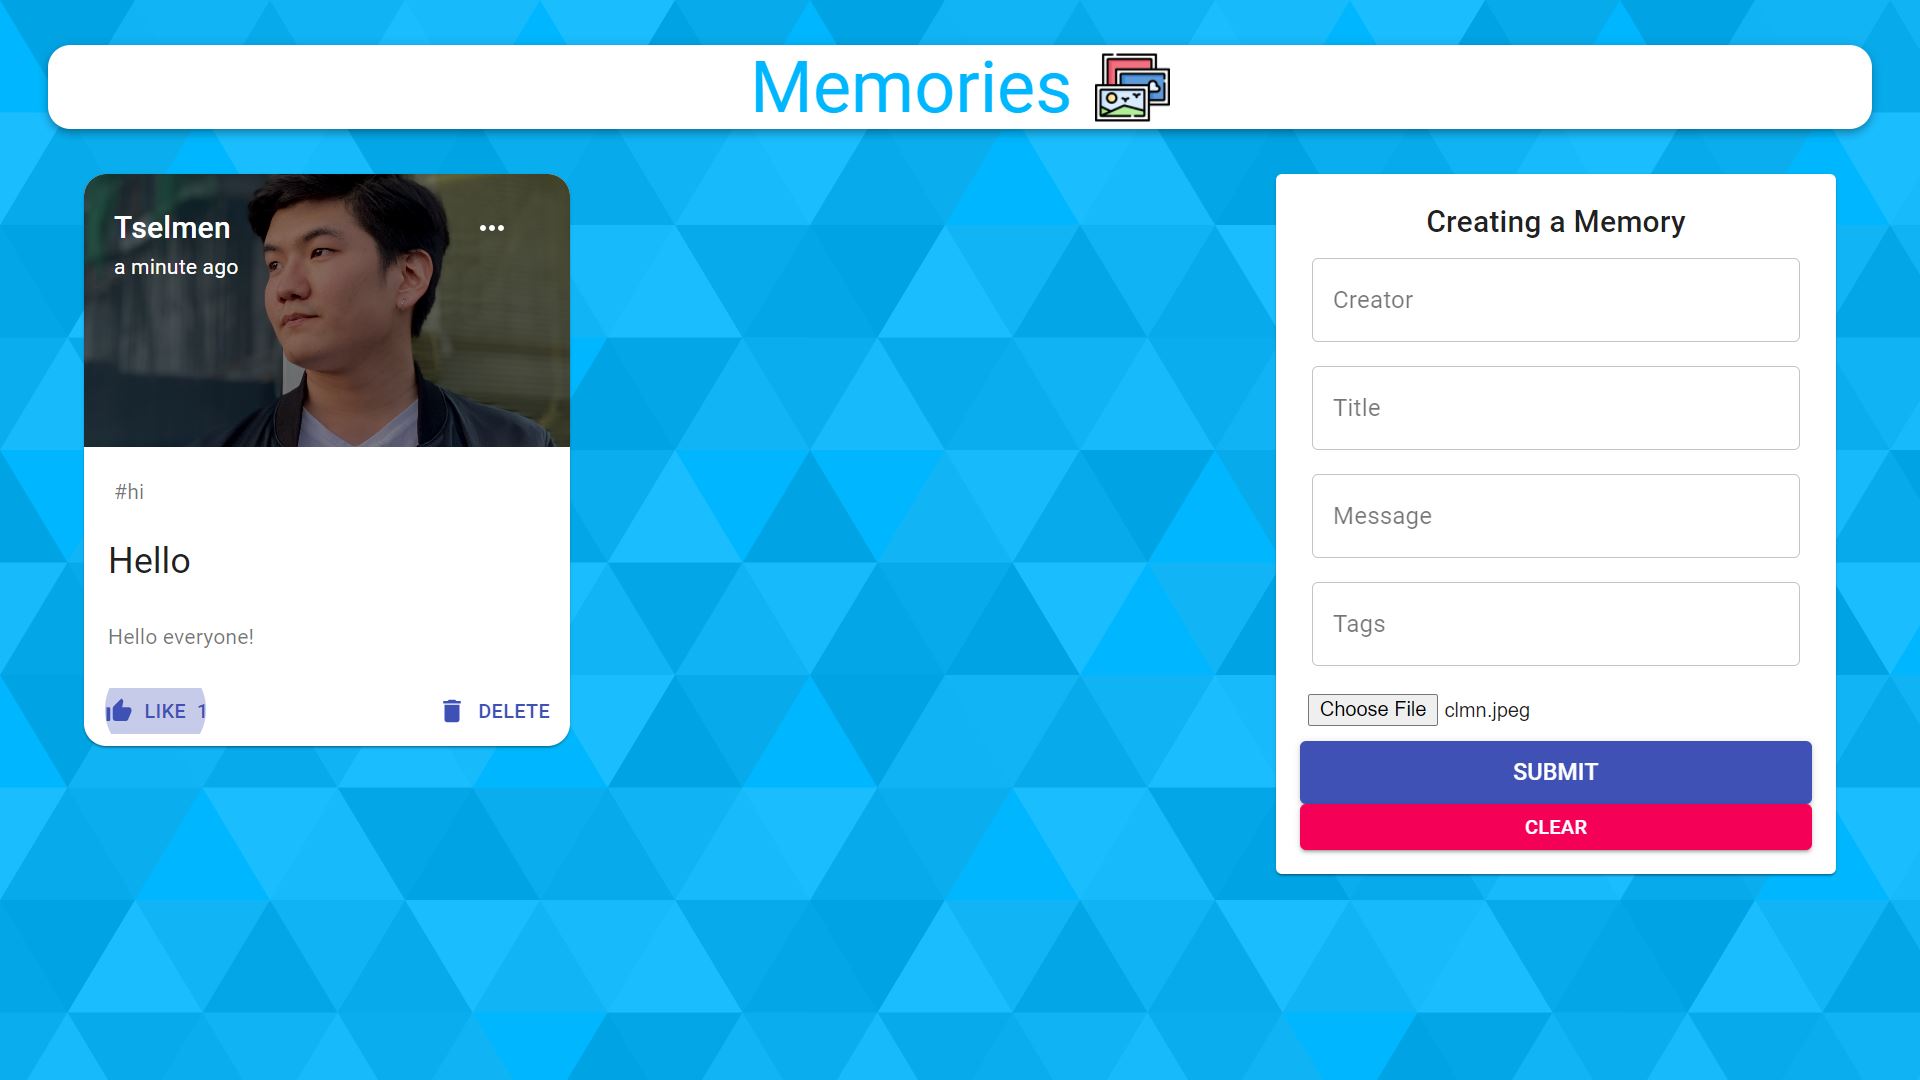 Memories
Tselmen
a minute ago
#hi
Hello
Hello everyone!
LIKE 1
DELETE
Creating a Memory
Creator
Title
Message
Tags
Choose File clmn.jpeg
SUBMIT
CLEAR